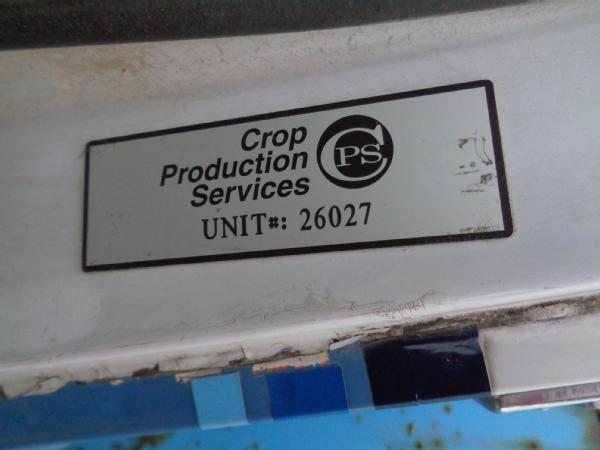 Crop
Production
Services
CPS
UNIT#: 26027